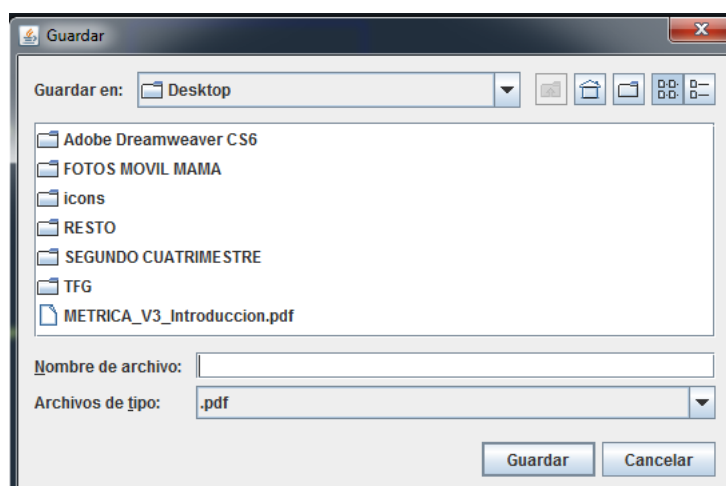 Guardar
Guardar en: Desktop
Adobe Dreamweaver CS6
FOTOS MOVIL MAMA
icons
RESTO
SEGUNDO CUATRIMESTRE
TFG
METRICA_V3_Introduccion.pdf
Nombre de archivo:
Archivos de tipo: .pdf
Guardar Cancelar